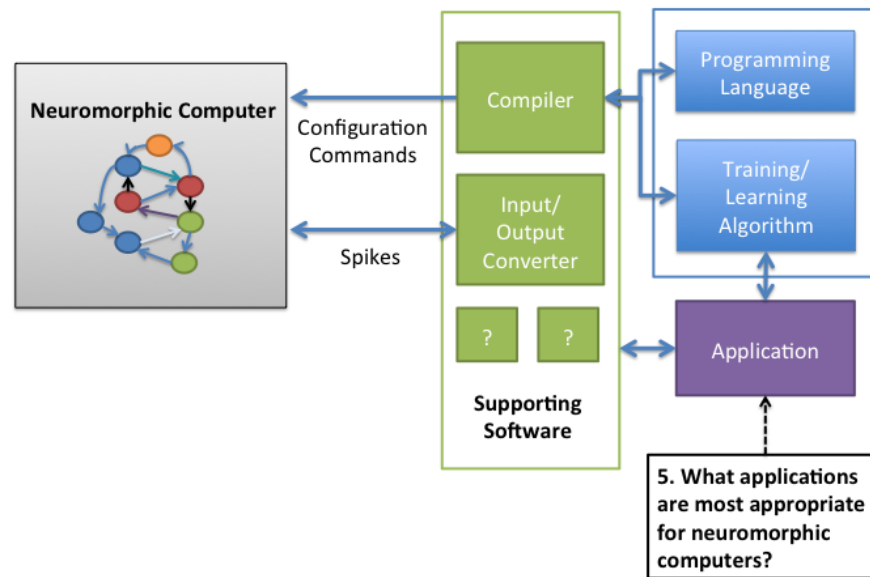 Neuromorphic Computer
Configuration
Commands
Spikes
Compiler
Input/
Output
Converter
?
?
Supporting
Software
Programming
Language
Training/
Learning
Algorithm
Application
5. What applications
are most appropriate
for neuromorphic
computers?